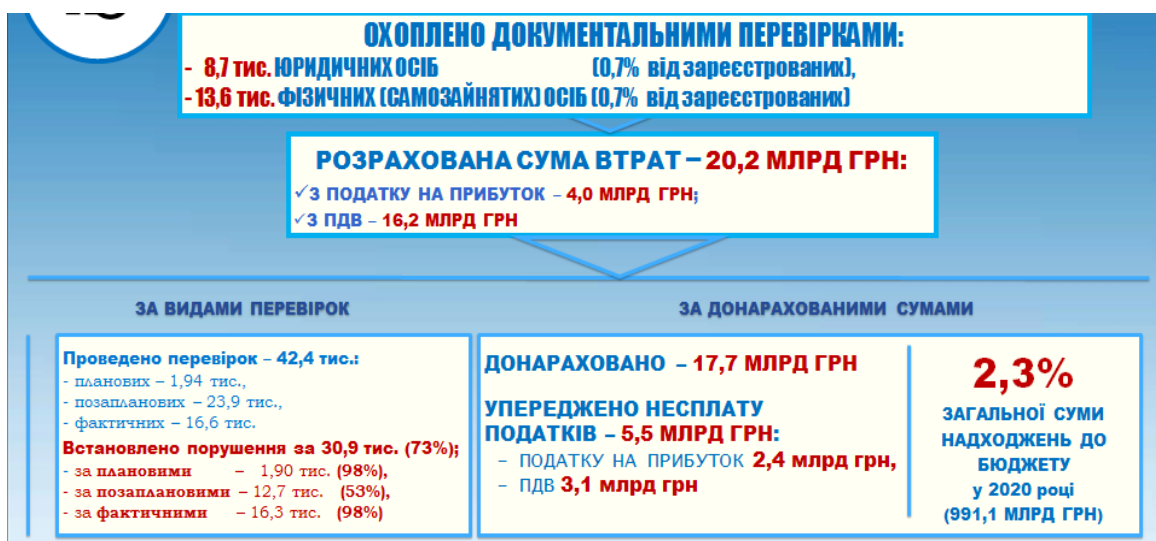 ОХОПЛЕНО ДОКУМЕНТАЛЬНИМИ ПЕРЕВІРКАМИ:
- 8,7 тис. ЮРИДИЧНИХ ОСІБ (0,7% від зареєстрованих),
- 13,6 тис. ФІЗИЧНИХ (САМОЗАЙНЯТИХ) ОСІБ (0,7% від зареєстрованих)
РОЗРАХОВАНА СУМА ВТРАТ – 20,2 МЛРД ГРН:
✓З ПОДАТКУ НА ПРИБУТОК – 4,0 МЛРД ГРН;
✓З ПДВ – 16,2 МЛРД ГРН
ЗА ВИДАМИ ПЕРЕВІРОК
Проведено перевірок – 42,4 тис.:
- планових – 1,94 тис.,
- позапланових – 23,9 тис.,
- фактичних – 16,6 тис.
Встановлено порушення за 30,9 тис. (73%);
- за плановими – 1,90 тис. (98%),
- за позаплановими – 12,7 тис. (53%),
- за фактичними – 16,3 тис. (98%)
ЗА ДОНАРАХОВАНИМИ СУМАМИ
ДОНАРАХОВАНО – 17,7 МЛРД ГРН
УПЕРЕДЖЕНО НЕСПЛАТУ
ПОДАТКІВ – 5,5 МЛРД ГРН:
– ПОДАТКУ НА ПРИБУТОК 2,4 млрд грн,
– ПДВ 3,1 млрд грн
2,3%
ЗАГАЛЬНОЇ СУМИ
НАДХОДЖЕНЬ ДО
БЮДЖЕТУ
у 2020 році
(991,1 МЛРД ГРН)